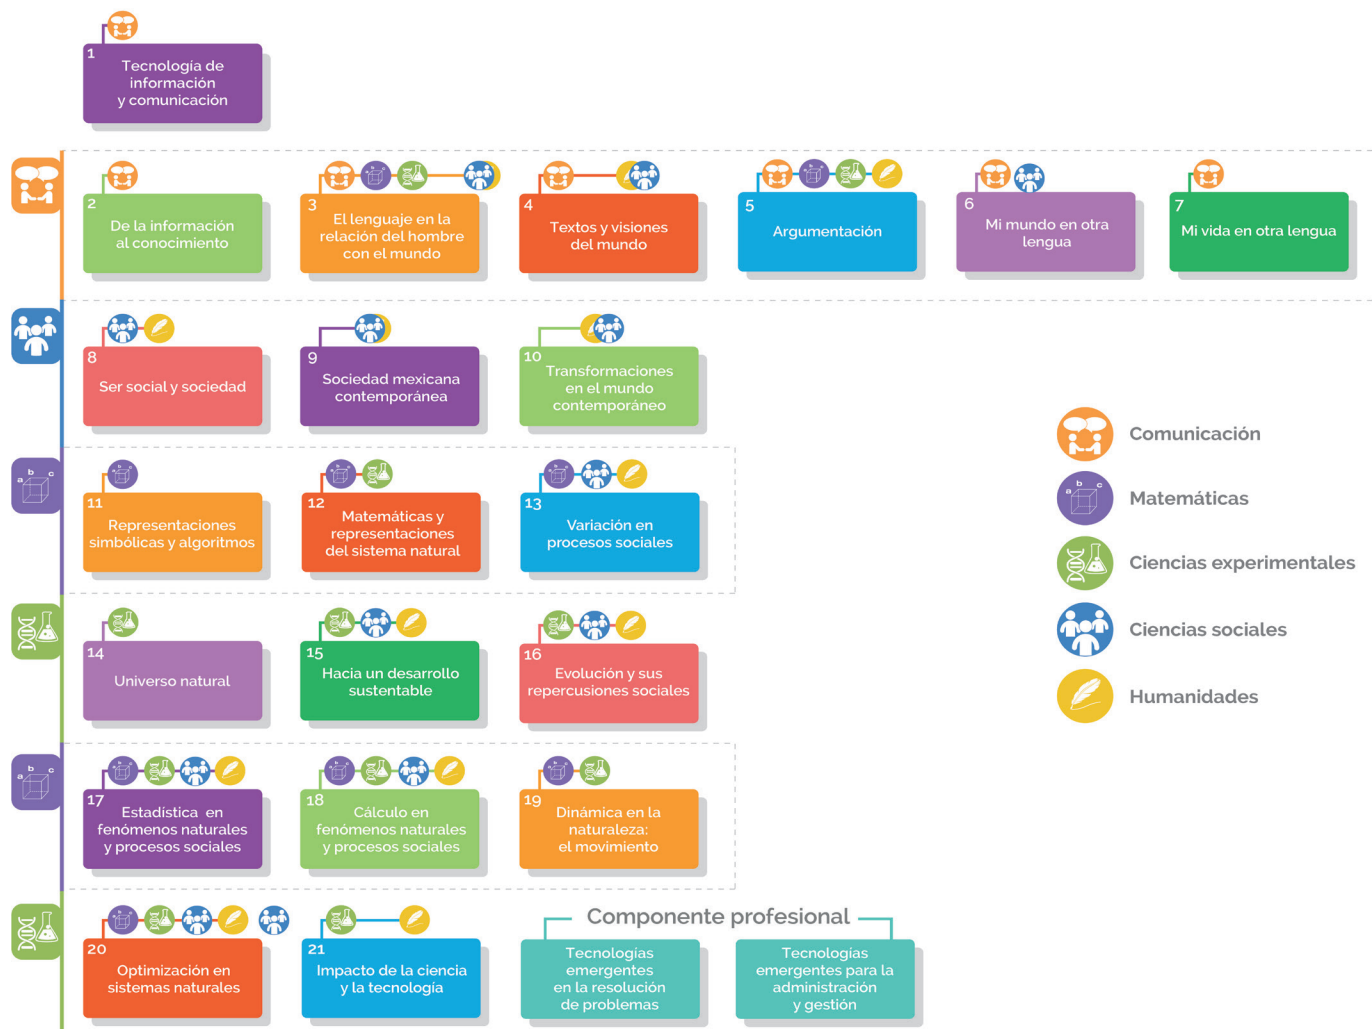 1
Tecnología de
información
y comunicación
2
De la información
al conocimiento
3
El lenguaje en la
relación del hombre
con el mundo
4
Textos y visiones
del mundo
5
Argumentación
6
Mi mundo en otra
lengua
7
Mi vida en otra lengua
8
Ser social y sociedad
9
Sociedad mexicana
contemporánea
10
Transformaciones
en el mundo
contemporáneo
11
Representaciones
simbólicas y algoritmos
12
Matemáticas y
representaciones
del sistema natural
13
Variación en
procesos sociales
14
Universo natural
15
Hacia un desarrollo
sustentable
16
Evolución y sus
repercusiones sociales
17
Estadística en
fenómenos naturales
y procesos sociales
18
Cálculo en
fenómenos naturales
y procesos sociales
19
Dinámica en la
naturaleza:
el movimiento
20
Optimización en
sistemas naturales
21
Impacto de la ciencia
y la tecnología
Componente profesional
Tecnologías
emergentes
en la resolución
de problemas
Tecnologías
emergentes para la
administración
y gestión
Comunicación
a b c
Matemáticas
Ciencias experimentales
Ciencias sociales
Humanidades